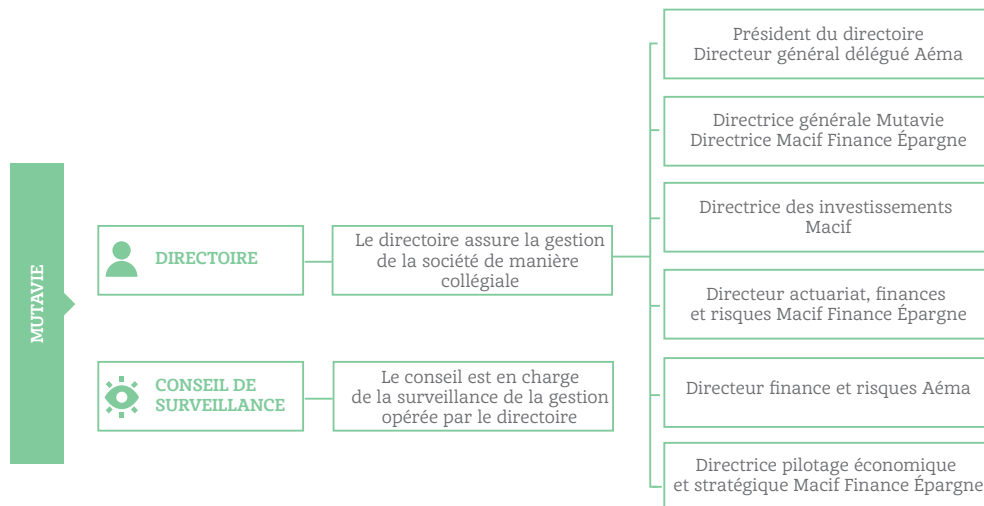 MUTAVIE
DIRECTOIRE
Le directoire assure la gestion
de la société de manière
collégiale
Président du directoire
Directeur général délégué Aéma
Directrice générale Mutavie
Directrice Macif Finance Épargne
Directrice des investissements
Macif
Directeur actuariat, finances
et risques Macif Finance Épargne
Directeur finance et risques Aéma
Directrice pilotage économique
et stratégique Macif Finance Épargne
CONSEIL DE
SURVEILLANCE
Le conseil est en charge
de la surveillance de la gestion
opérée par le directoire